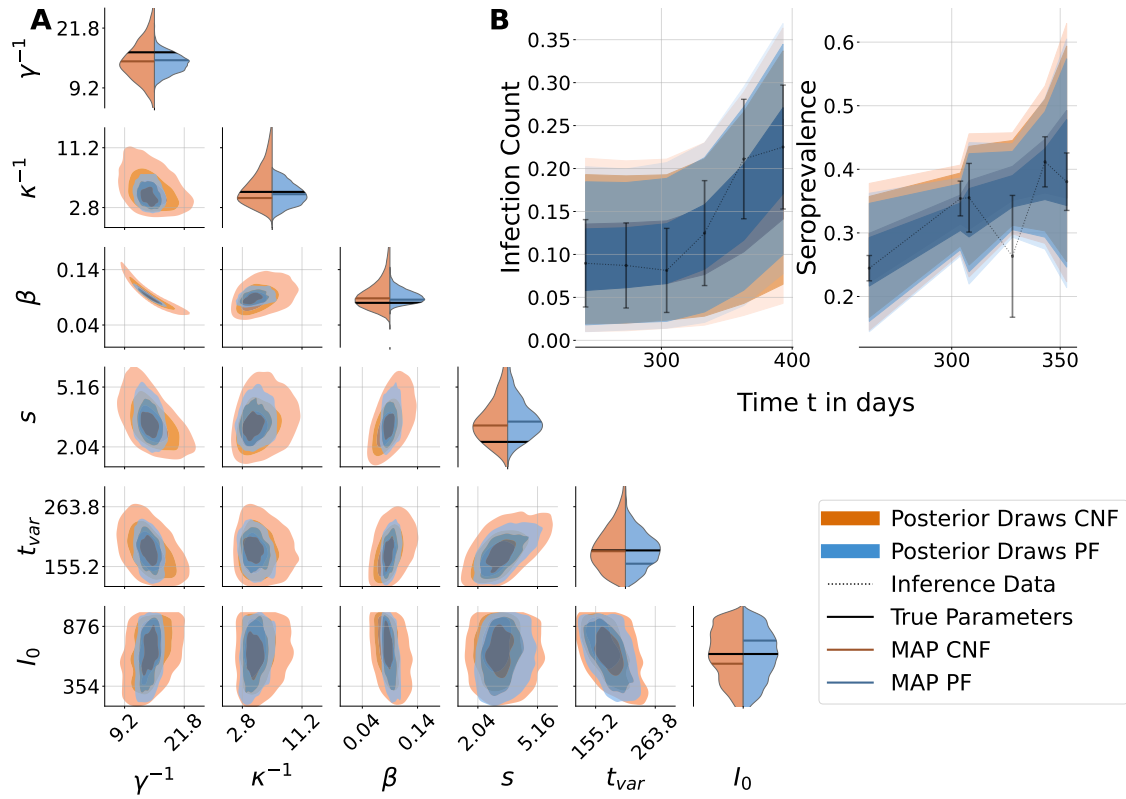 A
21.8
9.2
γ⁻¹
11.2
2.8
κ⁻¹
0.14
0.04
β
5.16
2.04
s
263.8
155.2
t_var
876
354
I₀
9.2
21.8
2.8
11.2
0.04
0.14
2.04
5.16
155.2
263.8
γ⁻¹
κ⁻¹
β
s
t_var
I₀
B
Infection Count
0.35
0.30
0.25
0.20
0.15
0.10
0.05
0.00
300
400
Seroprevalence
0.6
0.5
0.4
0.3
0.2
300
350
Time t in days
Posterior Draws CNF
Posterior Draws PF
Inference Data
True Parameters
MAP CNF
MAP PF